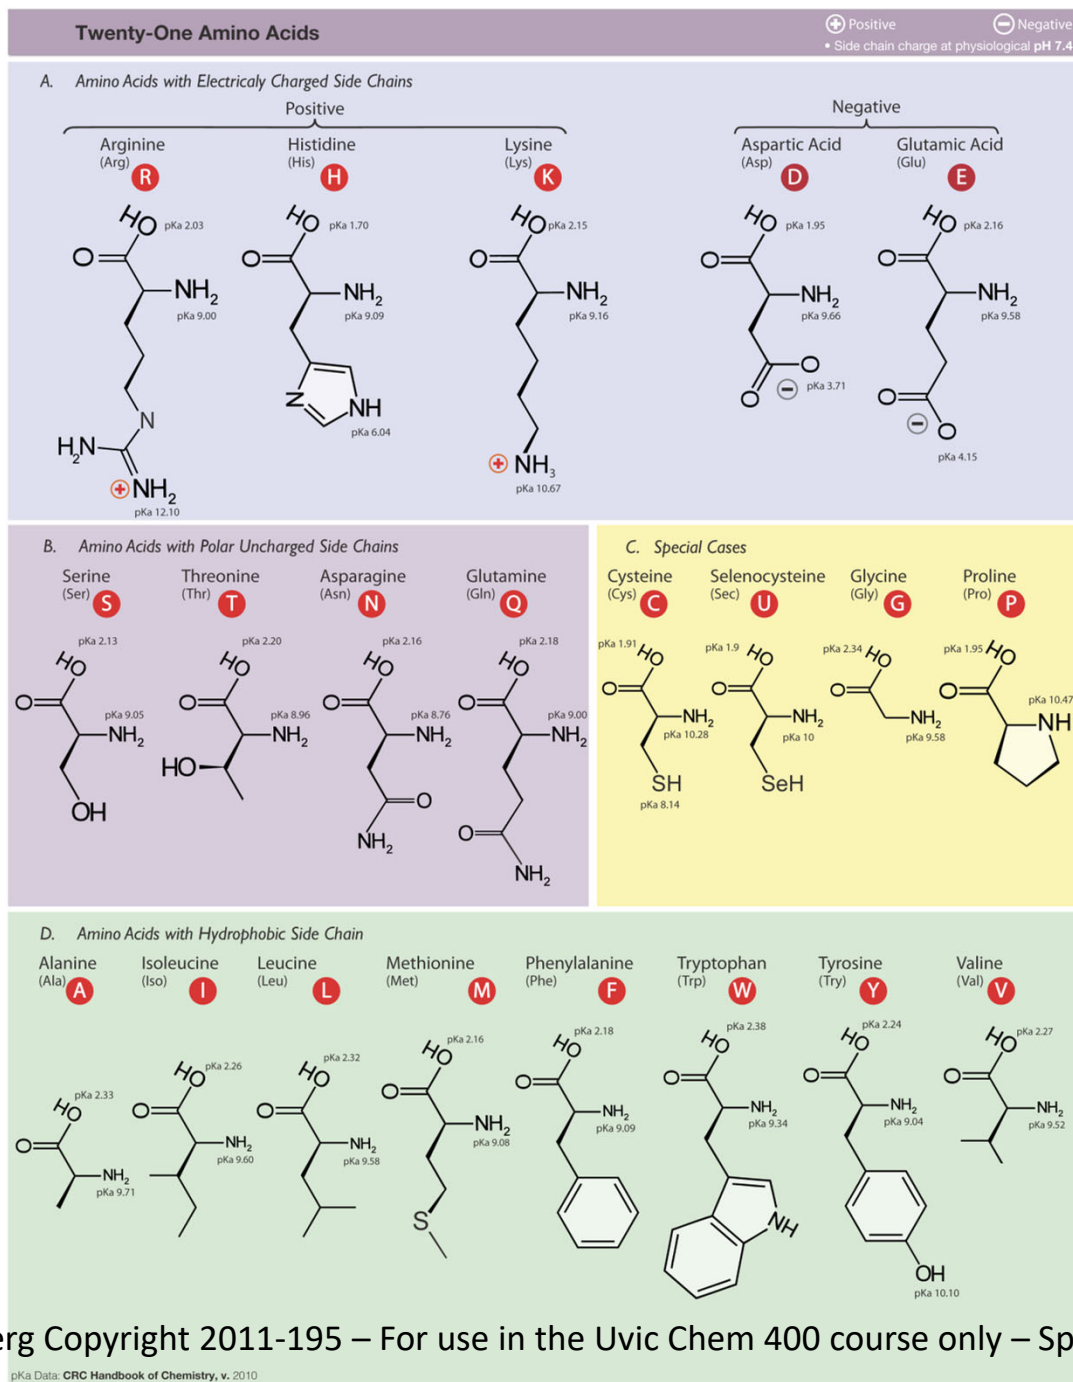 Twenty-One Amino Acids
+ Positive − Negative
• Side chain charge at physiological pH 7.4
A. Amino Acids with Electricaly Charged Side Chains
Positive Negative
Arginine Histidine Lysine Aspartic Acid Glutamic Acid
(Arg) (His) (Lys) (Asp) (Glu)
R H K D E
HO pKa 2.03 HO pKa 1.70 HO pKa 2.15 HO pKa 1.95 HO pKa 2.16
O O O O O
NH2 NH2 NH2 NH2 NH2
pKa 9.00 pKa 9.09 pKa 9.16 pKa 9.66 pKa 9.58
O − pKa 3.71
O O
N NH N
− O
pKa 6.04
H2N
+ NH3 pKa 4.15
+ NH2 pKa 10.67
pKa 12.10
B. Amino Acids with Polar Uncharged Side Chains
Serine Threonine Asparagine Glutamine
(Ser) (Thr) (Asn) (Gln)
S T N Q
pKa 2.13 pKa 2.20 pKa 2.16 pKa 2.18
HO HO HO HO
O O O O
pKa 9.05 pKa 8.96 pKa 8.76 pKa 9.00
NH2 NH2 NH2 NH2
HO
OH O
NH2 O
NH2
C. Special Cases
Cysteine Selenocysteine Glycine Proline
(Cys) (Sec) (Gly) (Pro)
C U G P
pKa 1.91 HO pKa 1.9 HO pKa 2.34 HO pKa 1.95 HO
O O O O
NH2 NH2 NH2 pKa 10.47 NH
pKa 10.28 pKa 10 pKa 9.58
SH SeH
pKa 8.14
D. Amino Acids with Hydrophobic Side Chain
Alanine Isoleucine Leucine Methionine Phenylalanine Tryptophan Tyrosine Valine
(Ala) (Iso) (Leu) (Met) (Phe) (Trp) (Try) (Val)
A I L M F W Y V
pKa 2.33 pKa 2.26 pKa 2.32 pKa 2.16 pKa 2.18 pKa 2.38 pKa 2.24 pKa 2.27
HO HO HO HO HO HO HO HO
O O O O O O O O
NH2 NH2 NH2 NH2 NH2 NH2 NH2 NH2
pKa 9.71 pKa 9.60 pKa 9.58 pKa 9.08 pKa 9.09 pKa 9.34 pKa 9.04 pKa 9.52
S NH
OH
pKa 10.10
erg Copyright 2011-195 – For use in the Uvic Chem 400 course only – Sp
pKa Data: CRC Handbook of Chemistry, v. 2010